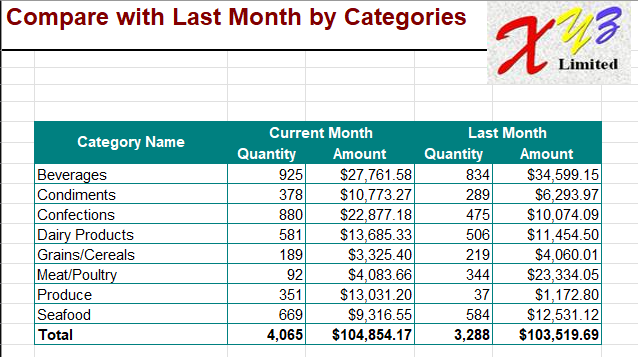 Compare with Last Month by Categories
XYZ
Limited
Category Name Current Month Last Month
Quantity Amount Quantity Amount
Beverages 925 $27,761.58 834 $34,599.15
Condiments 378 $10,773.27 289 $6,293.97
Confections 880 $22,877.18 475 $10,074.09
Dairy Products 581 $13,685.33 506 $11,454.50
Grains/Cereals 189 $3,325.40 219 $4,060.01
Meat/Poultry 92 $4,083.66 344 $23,334.05
Produce 351 $13,031.20 37 $1,172.80
Seafood 669 $9,316.55 584 $12,531.12
Total 4,065 $104,854.17 3,288 $103,519.69